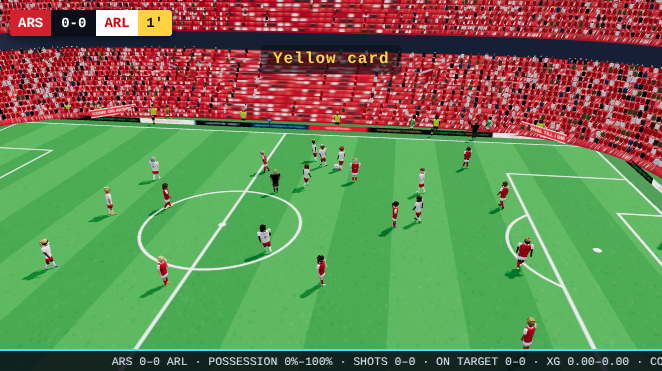 ARS 0-0 ARL 1'
Yellow card
ARS 0–0 ARL · POSSESSION 0%–100% · SHOTS 0–0 · ON TARGET 0–0 · XG 0.00–0.00 · CO